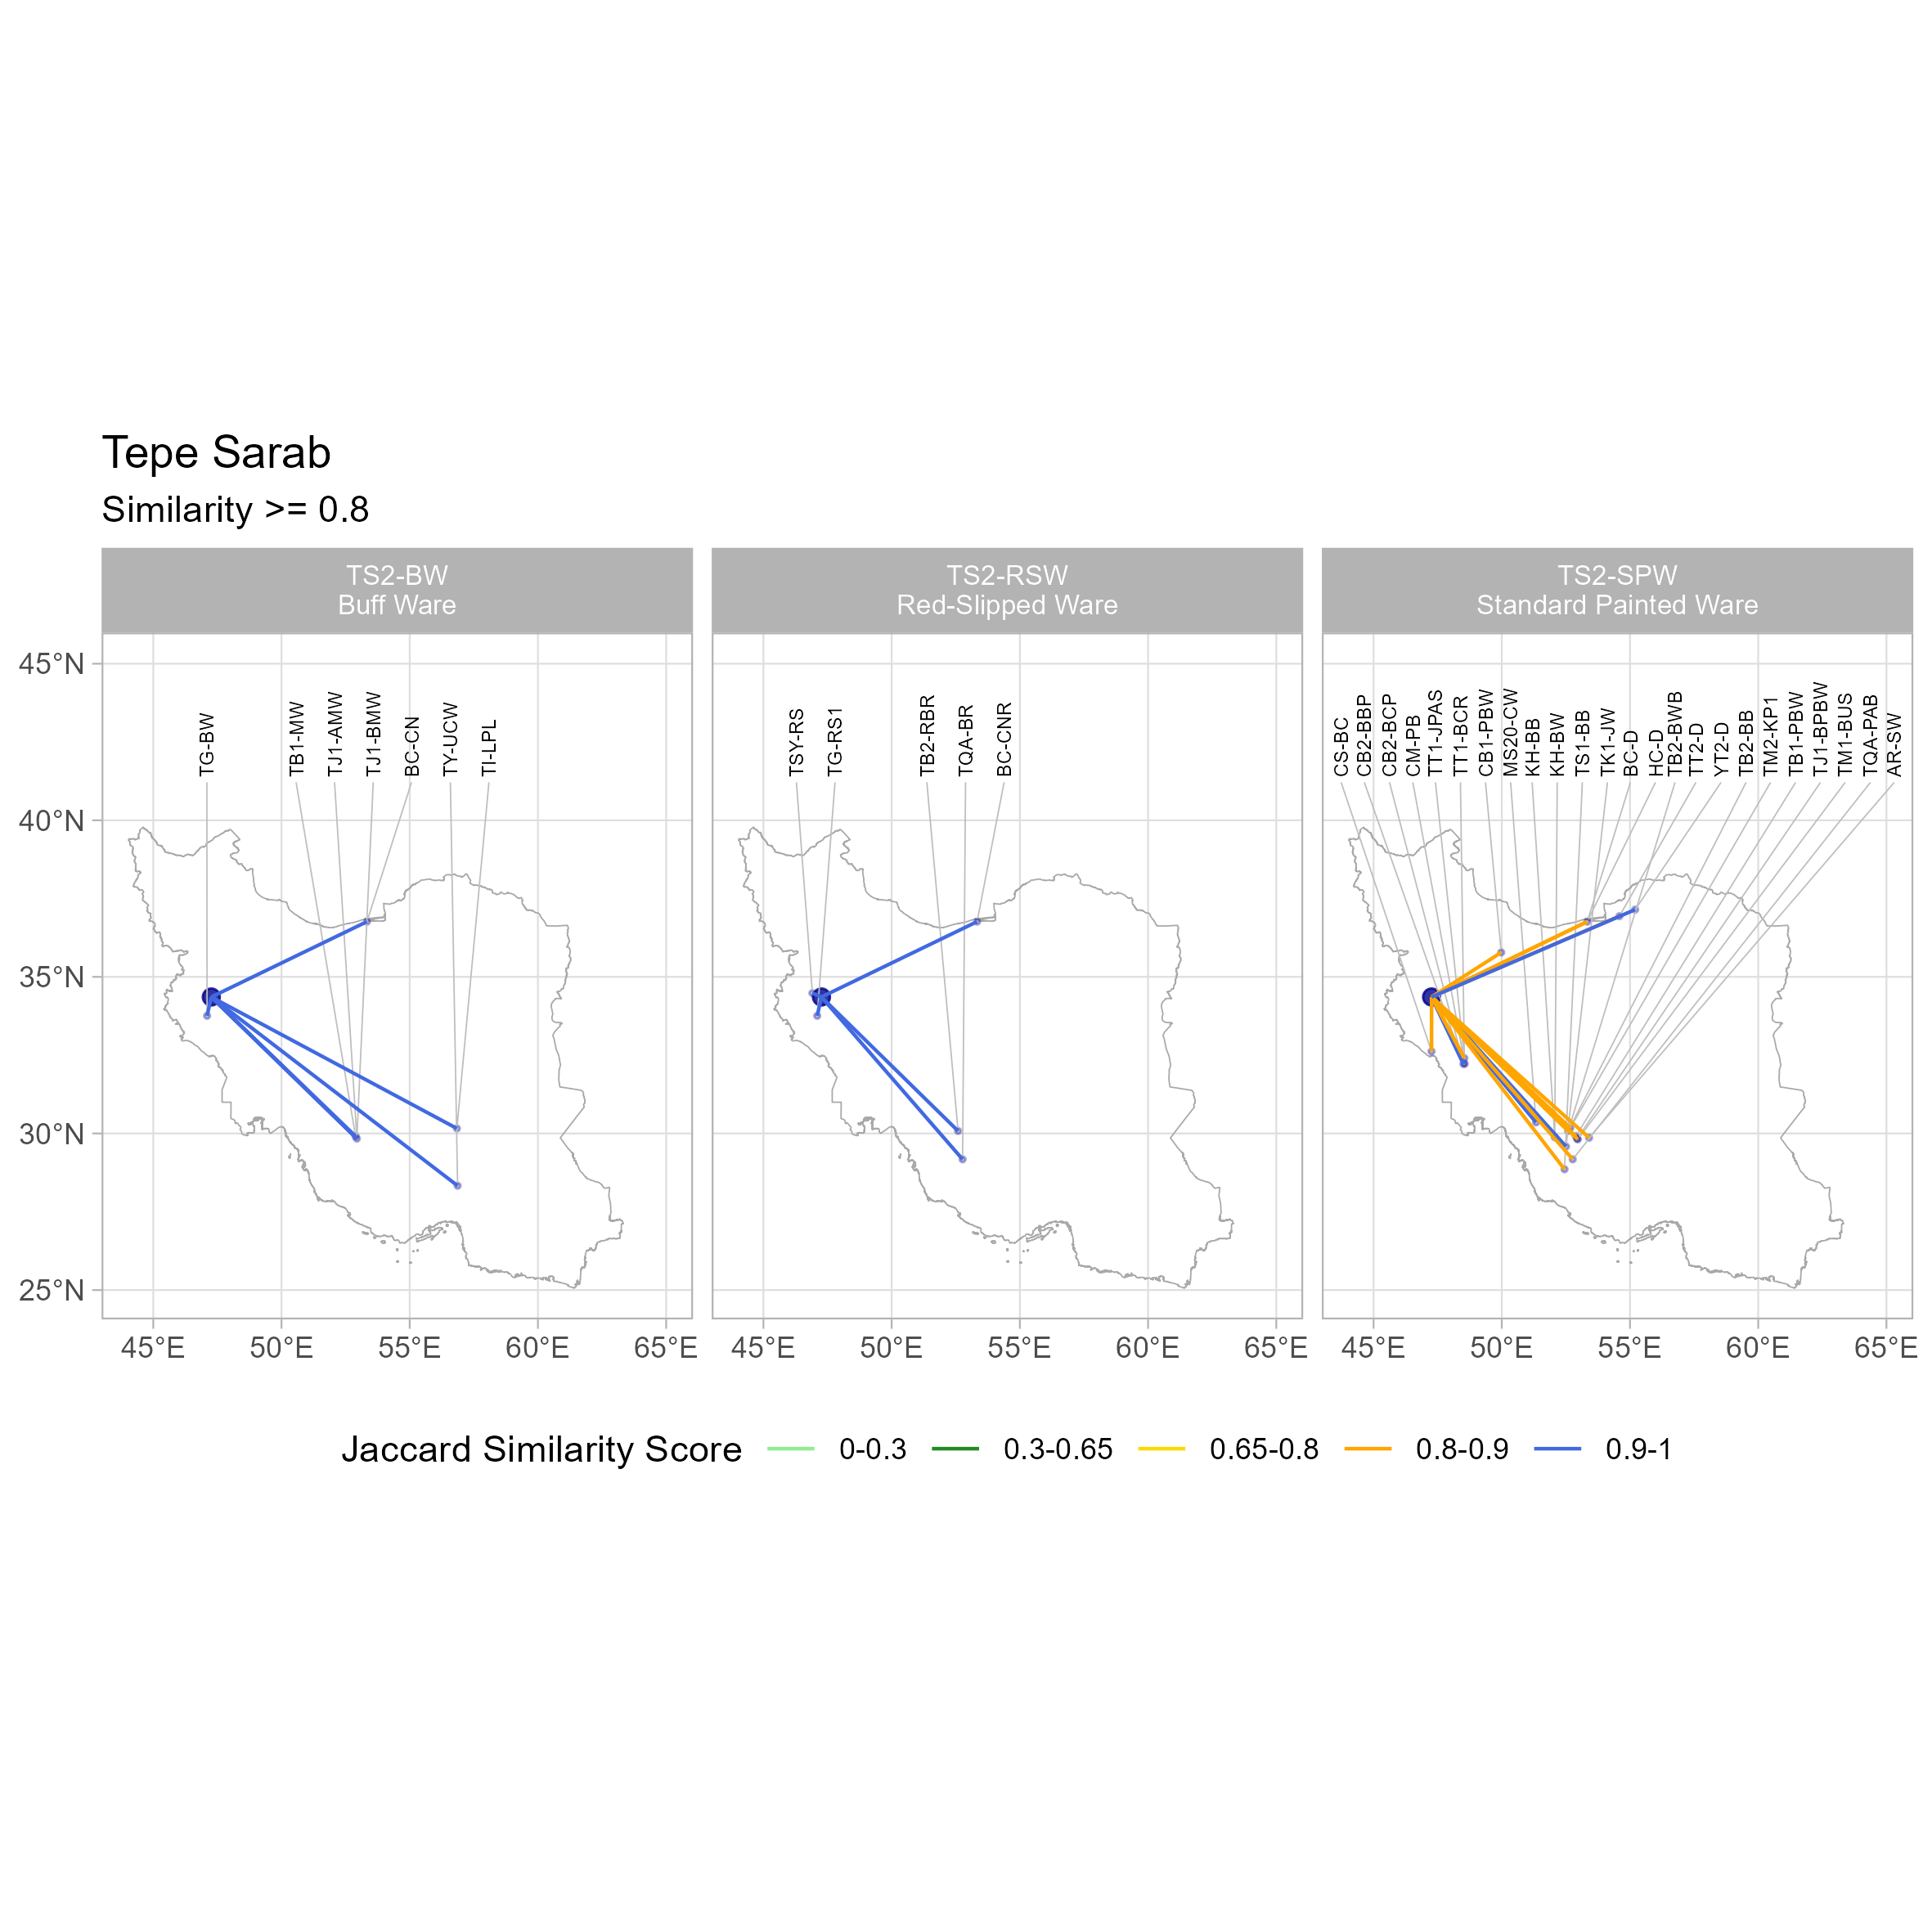 Tepe Sarab
Similarity >= 0.8
TS2-BW
Buff Ware
TS2-RSW
Red-Slipped Ware
TS2-SPW
Standard Painted Ware
45°N
40°N
35°N
30°N
25°N
TG-BW
TB1-MW
TJ1-AMW
TJ1-BMW
BC-CN
TY-UCW
TI-LPL
TSY-RS
TG-RS1
TB2-RBR
TQA-BR
BC-CNR
CS-BC
CB2-BBP
CB2-BCP
CM-PB
TT1-JPAS
TT1-BCR
CB1-PBW
MS20-CW
KH-BB
KH-BW
TS1-BB
TK1-JW
BC-D
HC-D
TB2-BWB
TT2-D
YT2-D
TB2-BB
TM2-KP1
TB1-PBW
TJ1-BPBW
TM1-BUS
TQA-PAB
AR-SW
45°E 50°E 55°E 60°E 65°E
45°E 50°E 55°E 60°E 65°E
45°E 50°E 55°E 60°E 65°E
Jaccard Similarity Score 0-0.3 0.3-0.65 0.65-0.8 0.8-0.9 0.9-1